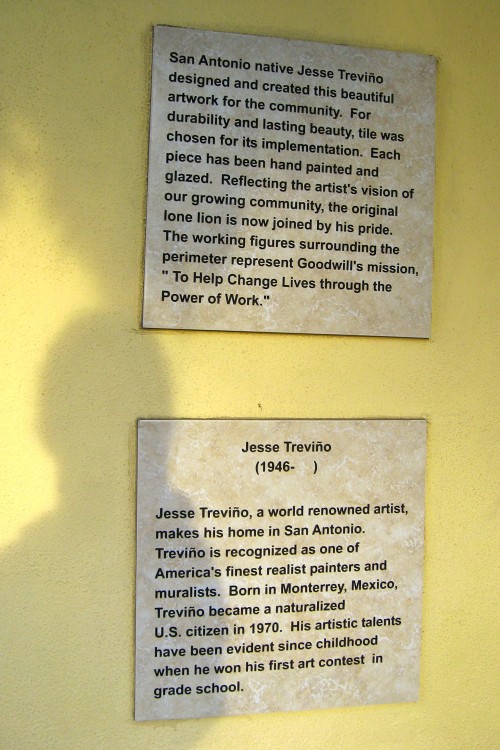 San Antonio native Jesse Treviño
designed and created this beautiful
artwork for the community.  For
durability and lasting beauty, tile was
chosen for its implementation.  Each
piece has been hand painted and
glazed.  Reflecting the artist's vision of
our growing community, the original
lone lion is now joined by his pride.
The working figures surrounding the
perimeter represent Goodwill's mission,
" To Help Change Lives through the
Power of Work."
Jesse Treviño
(1946-    )
Jesse Treviño, a world renowned artist,
makes his home in San Antonio.
Treviño is recognized as one of
America's finest realist painters and
muralists.  Born in Monterrey, Mexico,
Treviño became a naturalized
U.S. citizen in 1970.  His artistic talents
have been evident since childhood
when he won his first art contest  in
grade school.